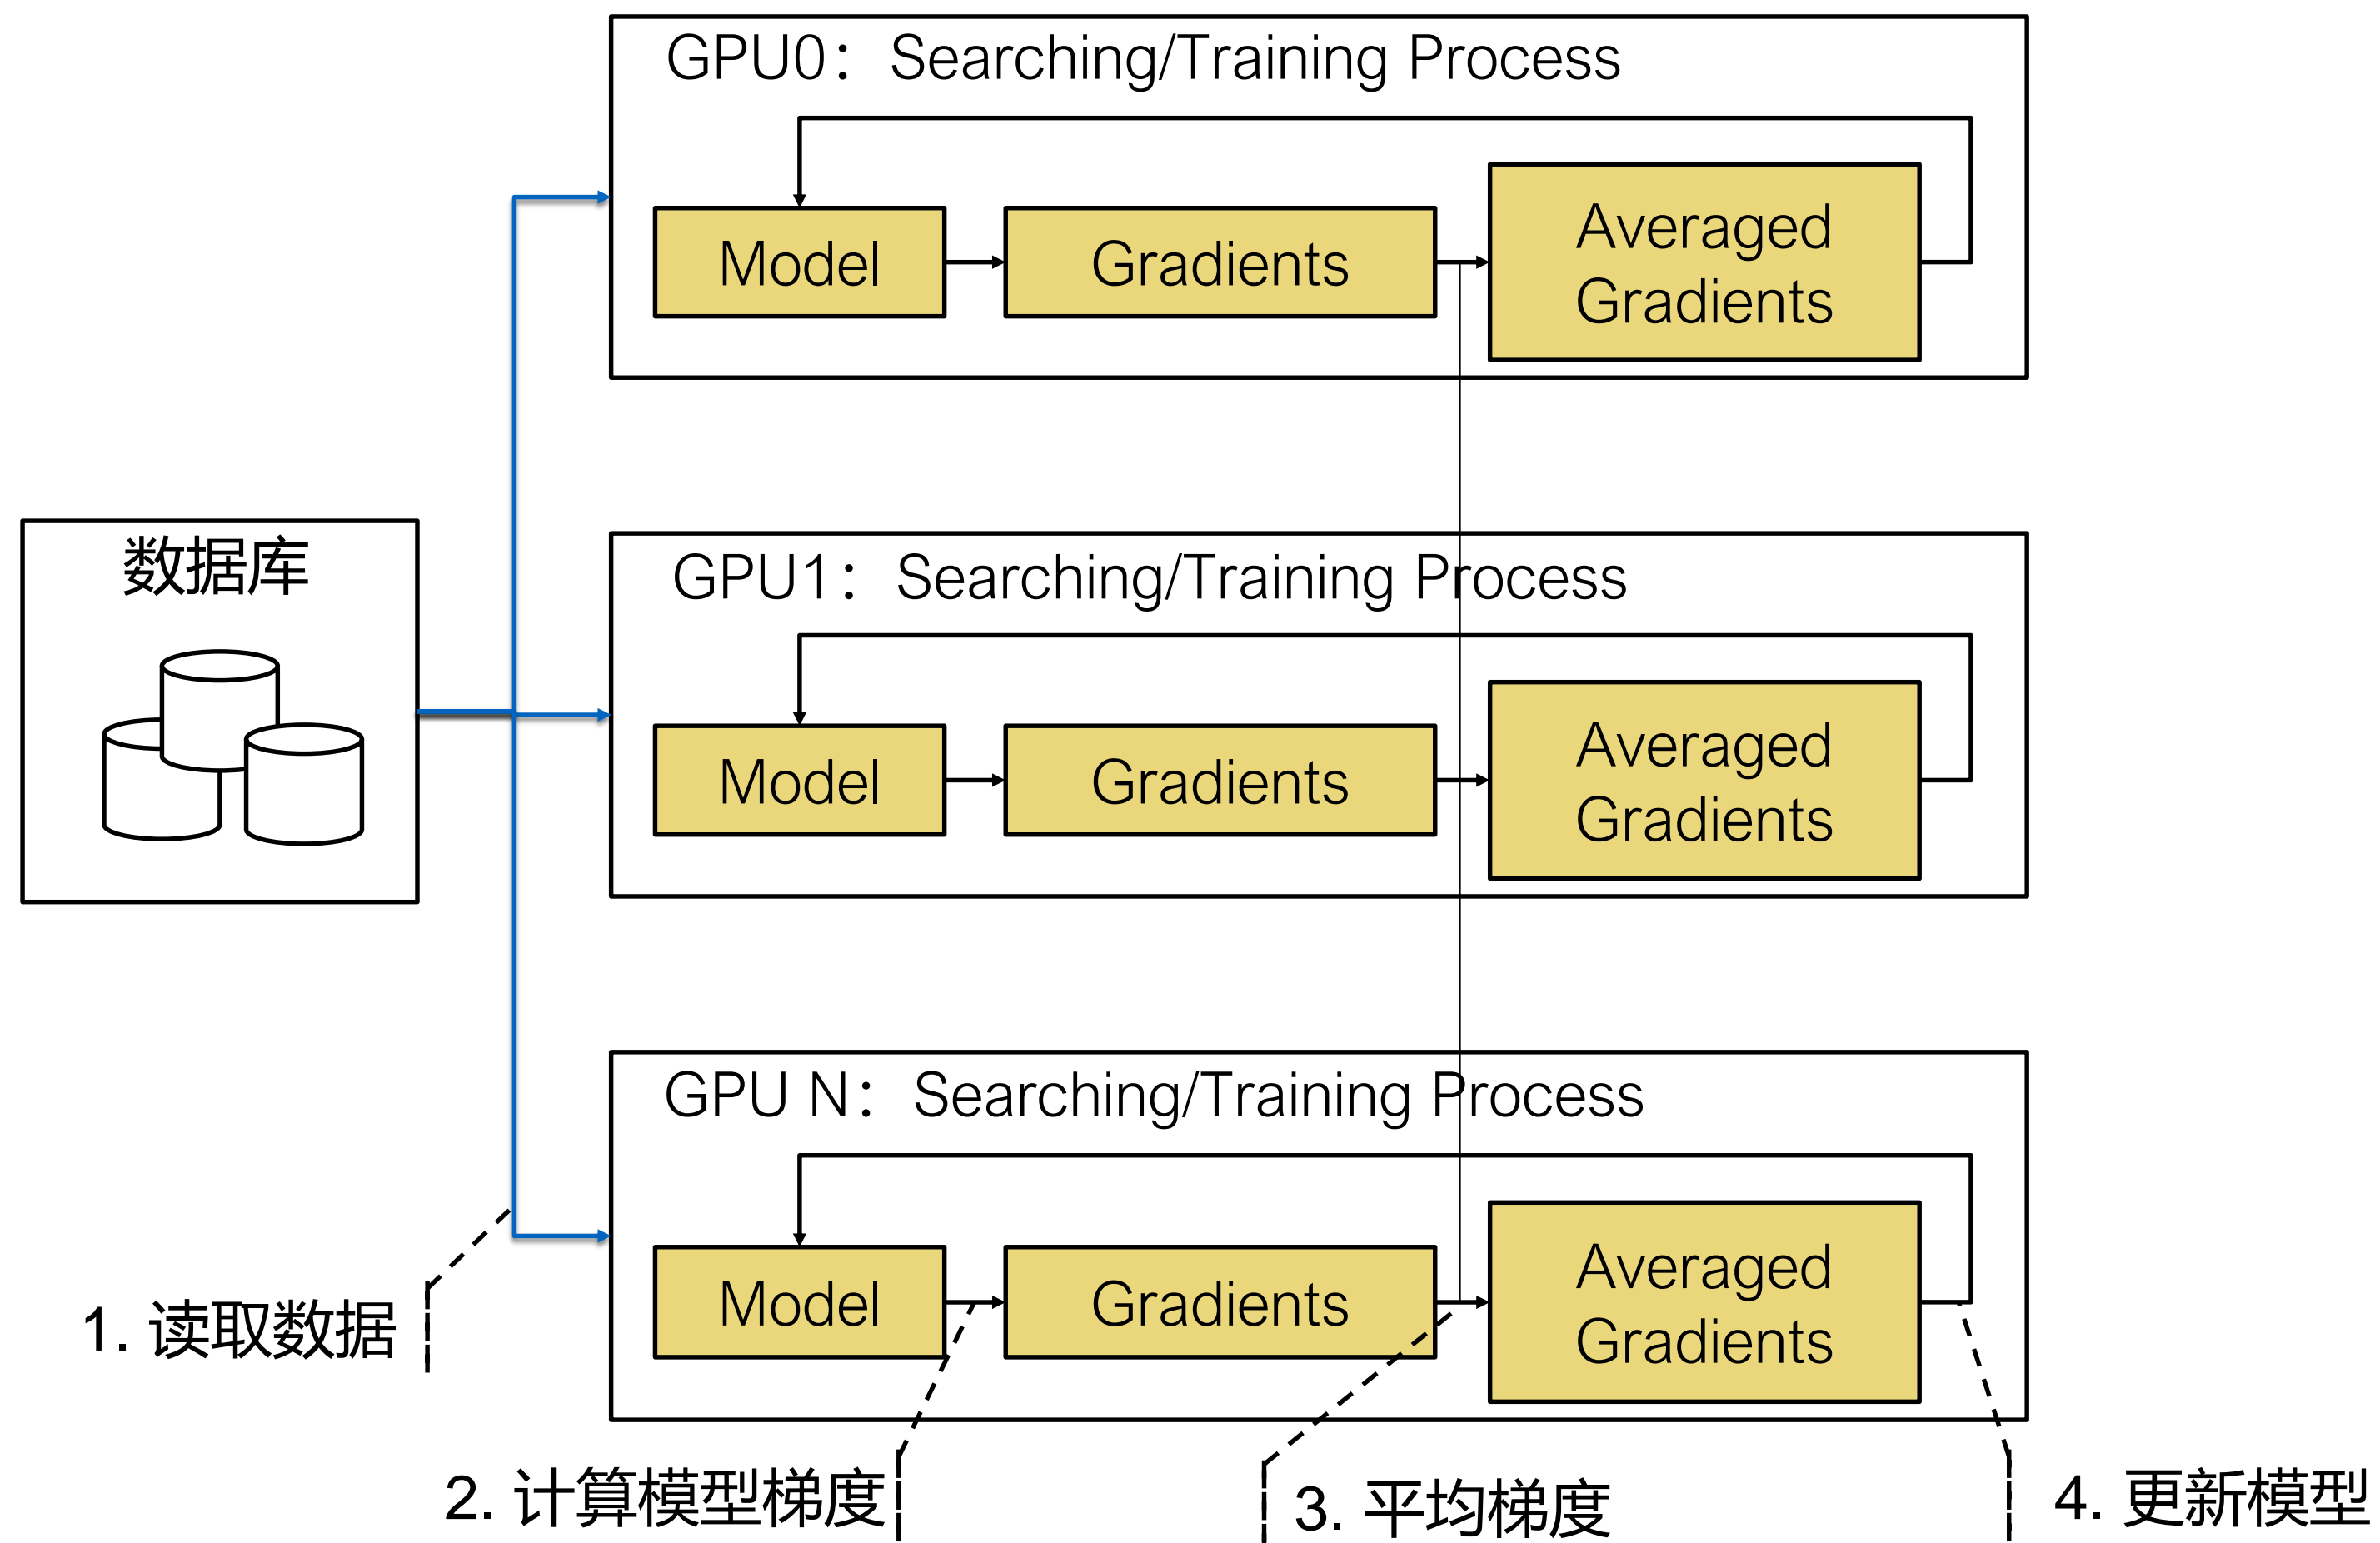 GPU0：Searching/Training Process
Model
Gradients
Averaged
Gradients
数据库
GPU1：Searching/Training Process
Model
Gradients
Averaged
Gradients
GPU N：Searching/Training Process
Model
Gradients
Averaged
Gradients
1. 读取数据
2. 计算模型梯度
3. 平均梯度
4. 更新模型